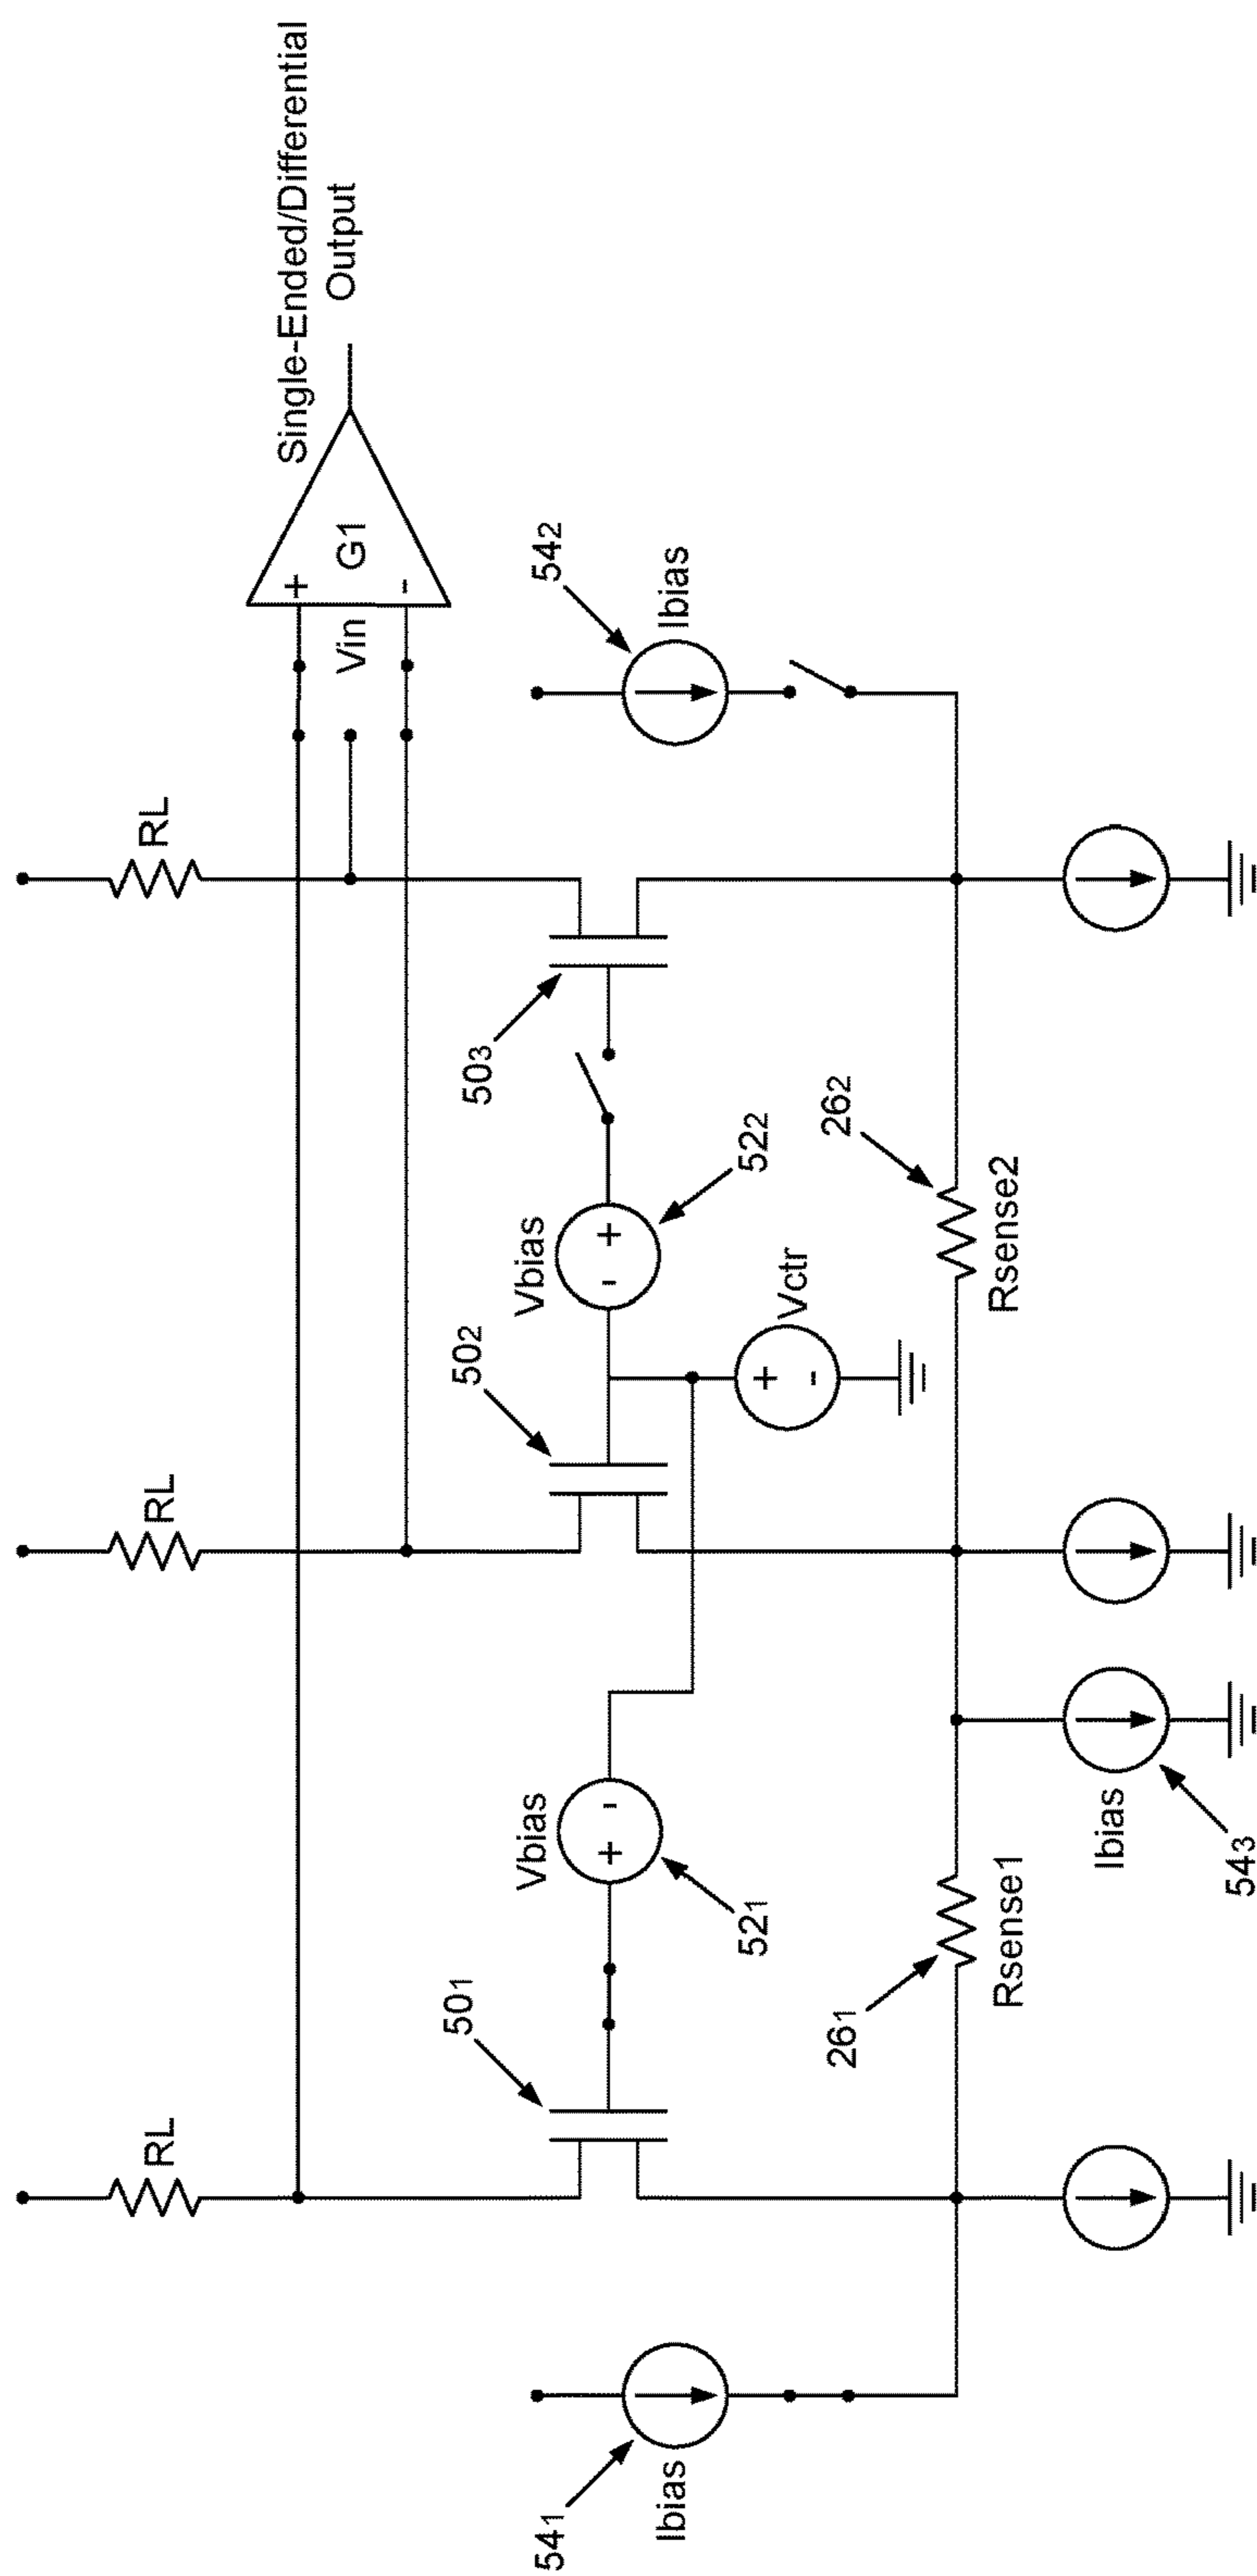 Single-Ended/Differential
Output
RL
RL
RL
+
G1
-
Vin
50₁
50₂
50₃
54₂
Ibias
Vbias
+ -
52₁
Vbias
- +
52₂
Vctr
+
-
54₁
Ibias
26₁
Rsense1
26₂
Rsense2
Ibias
54₃